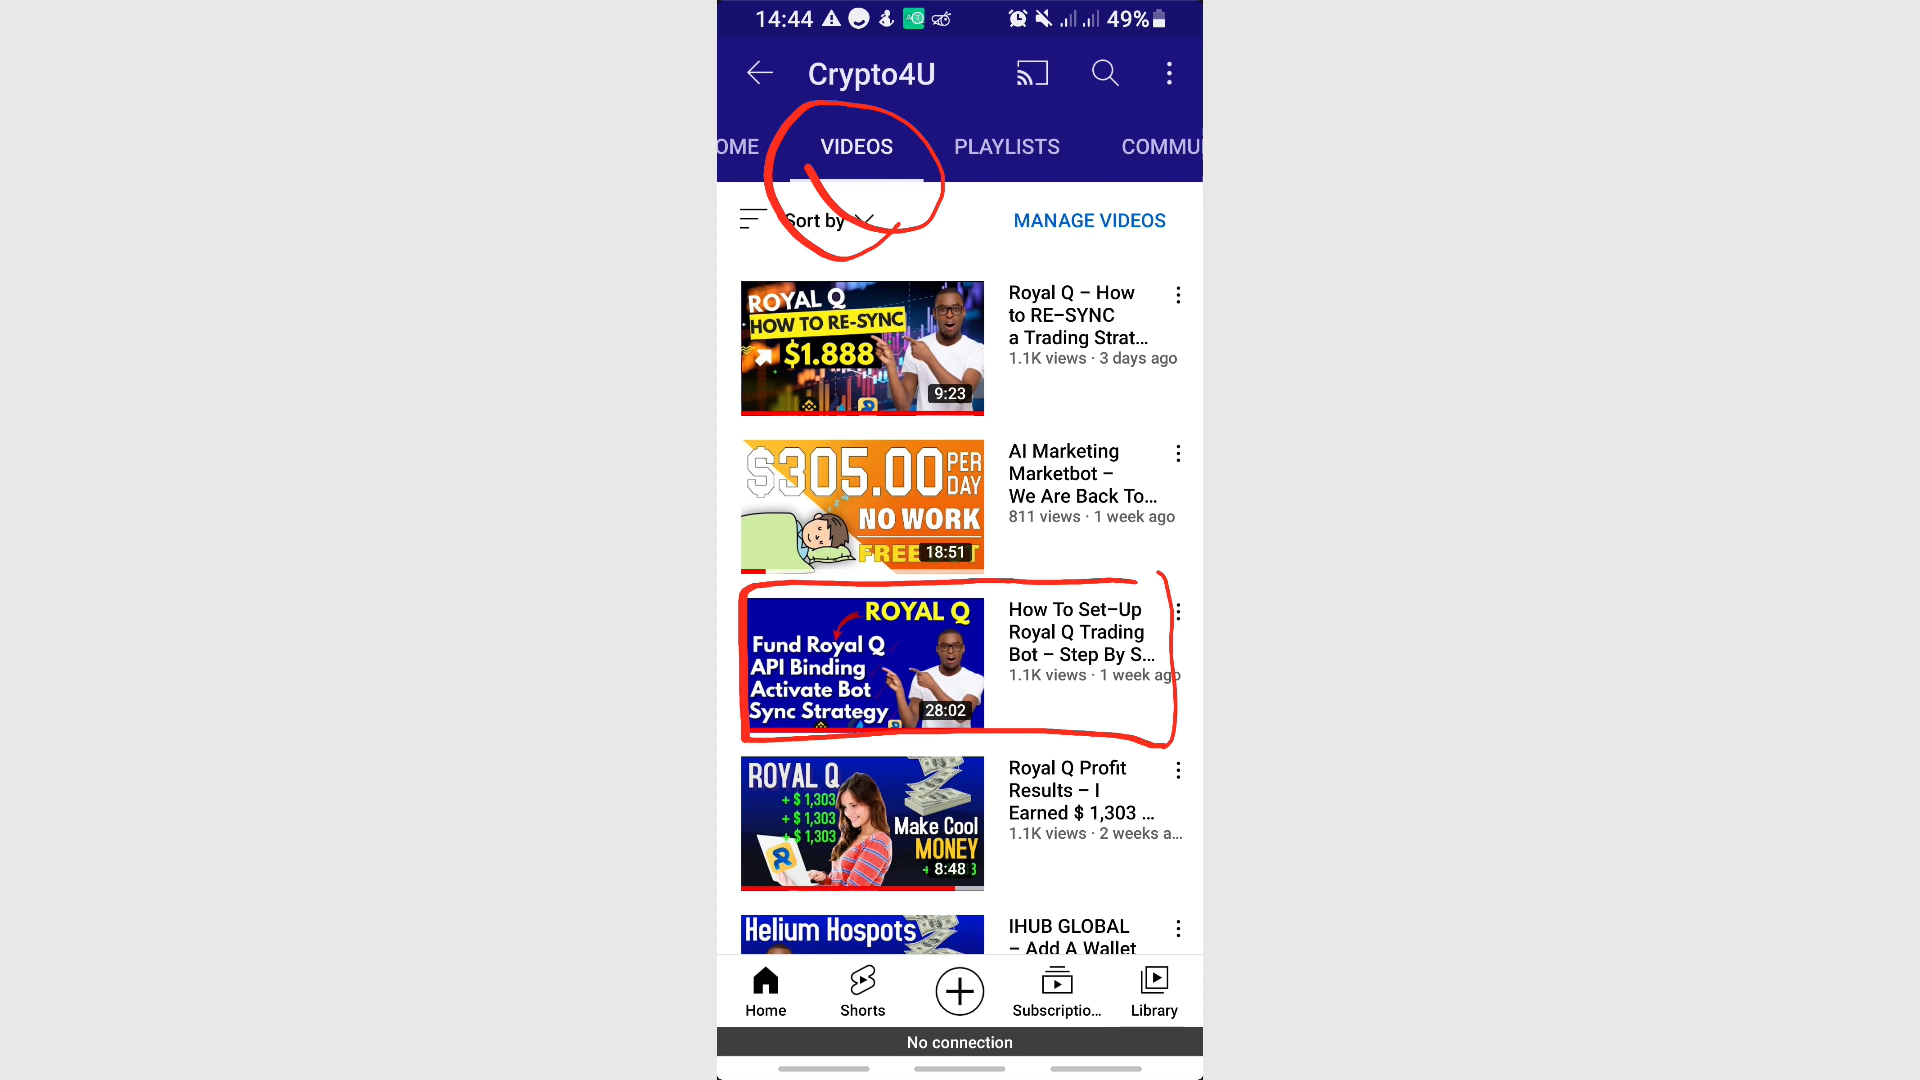 14:44
49%
Crypto4U
OME VIDEOS PLAYLISTS COMMU
Sort by
MANAGE VIDEOS
ROYAL Q
HOW TO RE-SYNC
$1.888
9:23
Royal Q – How
to RE–SYNC
a Trading Strat...
1.1K views · 3 days ago
$305.00 PER
DAY
NO WORK
FREE
18:51
AI Marketing
Marketbot –
We Are Back To...
811 views · 1 week ago
ROYAL Q
Fund Royal Q
API Binding
Activate Bot
Sync Strategy
28:02
How To Set–Up
Royal Q Trading
Bot – Step By S...
1.1K views · 1 week ago
ROYAL Q
+ $ 1,303
+ $ 1,303
+ $ 1,303
Make Cool
MONEY
8:48
Royal Q Profit
Results – I
Earned $ 1,303 ...
1.1K views · 2 weeks a...
Helium Hospots
IHUB GLOBAL
– Add A Wallet
Home
Shorts
Subscriptio...
Library
No connection